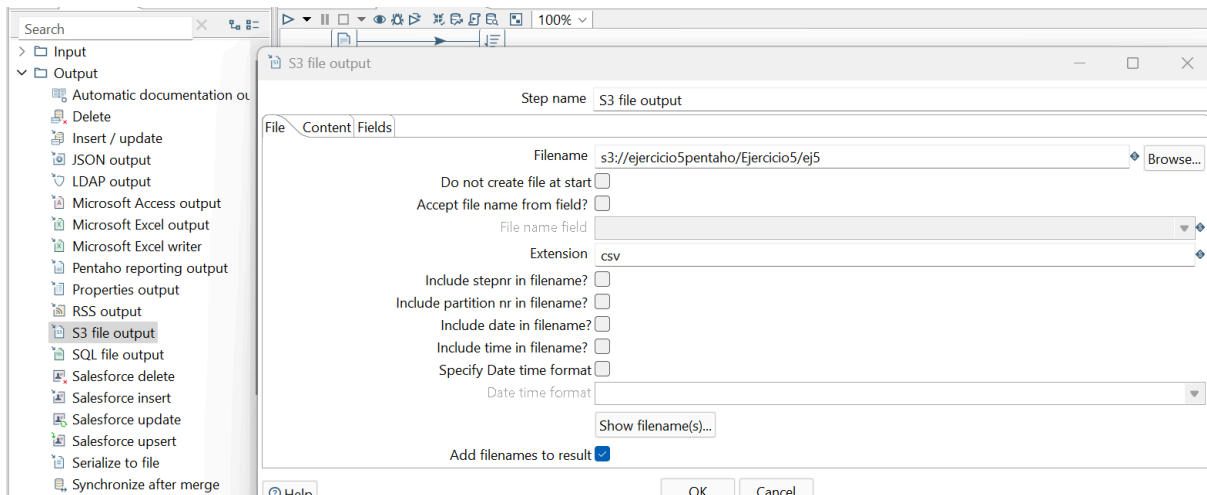 Search
Input
Output
Automatic documentation ou
Delete
Insert / update
JSON output
LDAP output
Microsoft Access output
Microsoft Excel output
Microsoft Excel writer
Pentaho reporting output
Properties output
RSS output
S3 file output
SQL file output
Salesforce delete
Salesforce insert
Salesforce update
Salesforce upsert
Serialize to file
Synchronize after merge
100%
S3 file output
Step name S3 file output
File Content Fields
Filename s3://ejercicio5pentaho/Ejercicio5/ej5 Browse...
Do not create file at start
Accept file name from field?
File name field
Extension csv
Include stepnr in filename?
Include partition nr in filename?
Include date in filename?
Include time in filename?
Specify Date time format
Date time format
Show filename(s)...
Add filenames to result
Help OK Cancel